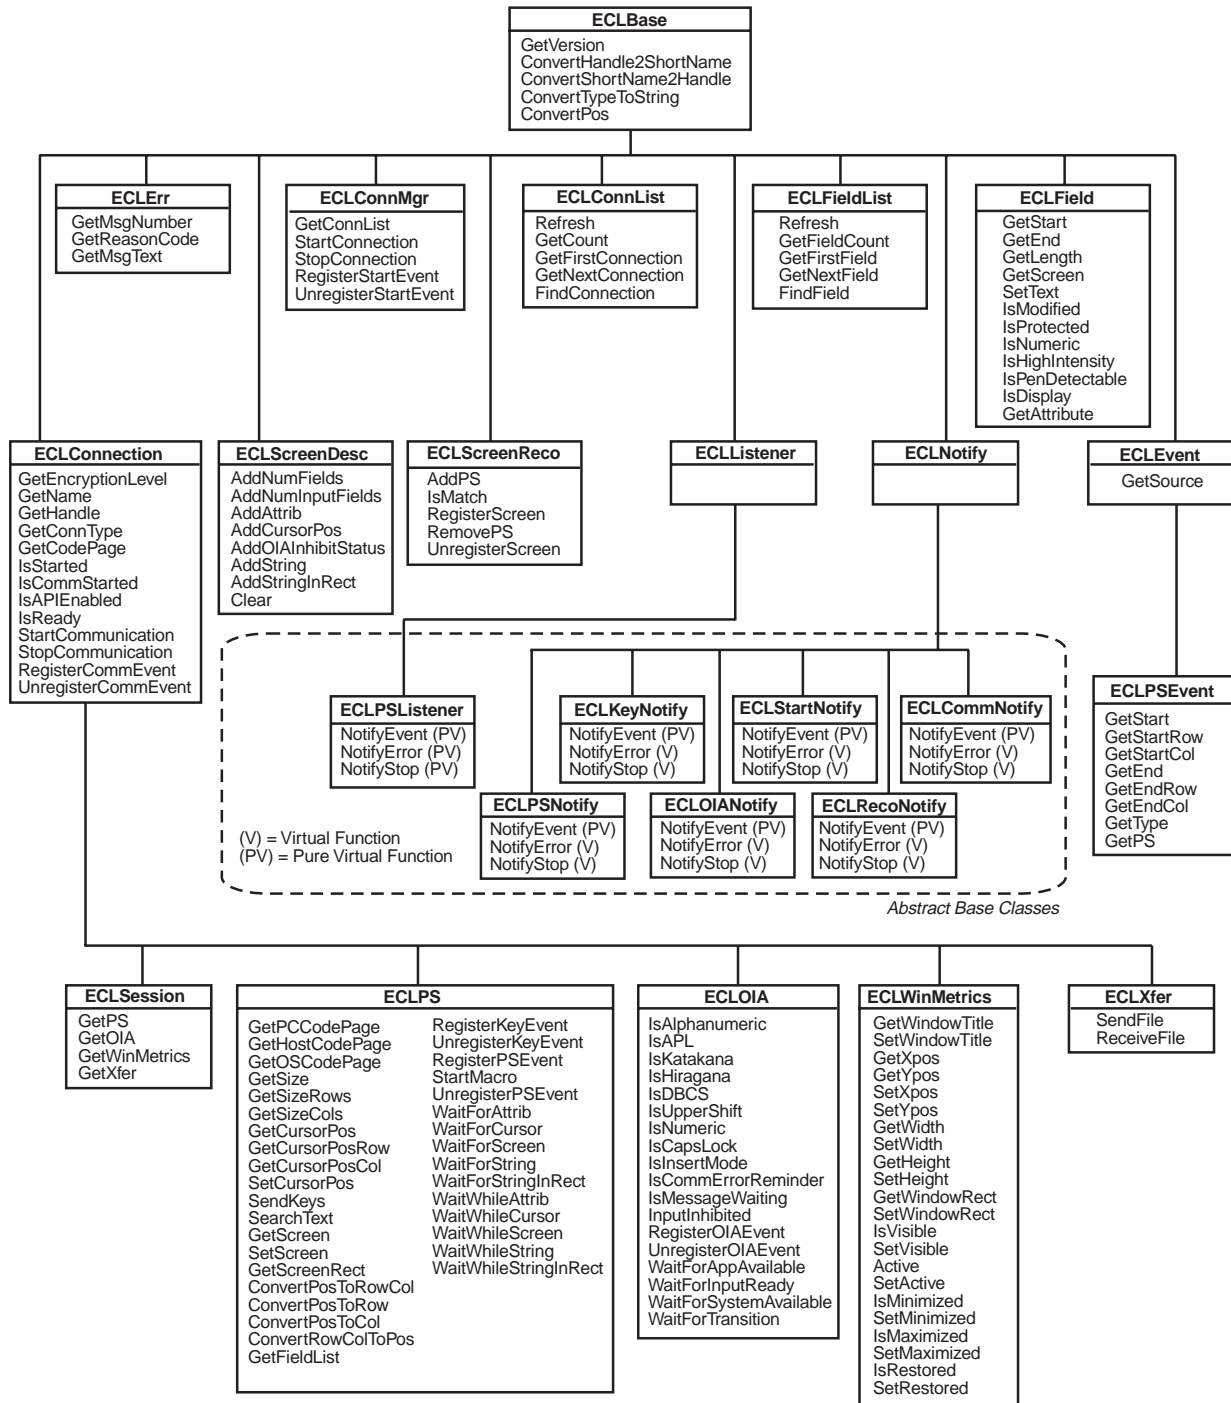 ECLBase
GetVersion
ConvertHandle2ShortName
ConvertShortName2Handle
ConvertTypeToString
ConvertPos
ECLErr
GetMsgNumber
GetReasonCode
GetMsgText
ECLConnMgr
GetConnList
StartConnection
StopConnection
RegisterStartEvent
UnregisterStartEvent
ECLConnList
Refresh
GetCount
GetFirstConnection
GetNextConnection
FindConnection
ECLFieldList
Refresh
GetFieldCount
GetFirstField
GetNextField
FindField
ECLField
GetStart
GetEnd
GetLength
GetScreen
SetText
IsModified
IsProtected
IsNumeric
IsHighIntensity
IsPenDetectable
IsDisplay
GetAttribute
ECLConnection
GetEncryptionLevel
GetName
GetHandle
GetConnType
GetCodePage
IsStarted
IsCommStarted
IsAPIEnabled
IsReady
StartCommunication
StopCommunication
RegisterCommEvent
UnregisterCommEvent
ECLScreenDesc
AddNumFields
AddNumInputFields
AddAttrib
AddCursorPos
AddOIAInhibitStatus
AddString
AddStringInRect
Clear
ECLScreenReco
AddPS
IsMatch
RegisterScreen
RemovePS
UnregisterScreen
ECLListener
ECLNotify
ECLEvent
GetSource
ECLPSListener
NotifyEvent (PV)
NotifyError (PV)
NotifyStop (PV)
ECLKeyNotify
NotifyEvent (PV)
NotifyError (V)
NotifyStop (V)
ECLStartNotify
NotifyEvent (PV)
NotifyError (V)
NotifyStop (V)
ECLCommNotify
NotifyEvent (PV)
NotifyError (V)
NotifyStop (V)
ECLPSEvent
GetStart
GetStartRow
GetStartCol
GetEnd
GetEndRow
GetEndCol
GetType
GetPS
ECLPSNotify
NotifyEvent (PV)
NotifyError (V)
NotifyStop (V)
ECLOIANotify
NotifyEvent (PV)
NotifyError (V)
NotifyStop (V)
ECLRecoNotify
NotifyEvent (PV)
NotifyError (V)
NotifyStop (V)
(V) = Virtual Function
(PV) = Pure Virtual Function
Abstract Base Classes
ECLSession
GetPS
GetOIA
GetWinMetrics
GetXfer
ECLPS
GetPCCodePage
GetHostCodePage
GetOSCodePage
GetSize
GetSizeRows
GetSizeCols
GetCursorPos
GetCursorPosRow
GetCursorPosCol
SetCursorPos
SendKeys
SearchText
GetScreen
SetScreen
GetScreenRect
ConvertPosToRowCol
ConvertPosToRow
ConvertPosToCol
ConvertRowColToPos
GetFieldList
RegisterKeyEvent
UnregisterKeyEvent
RegisterPSEvent
StartMacro
UnregisterPSEvent
WaitForAttrib
WaitForCursor
WaitForScreen
WaitForString
WaitForStringInRect
WaitWhileAttrib
WaitWhileCursor
WaitWhileScreen
WaitWhileString
WaitWhileStringInRect
ECLOIA
IsAlphanumeric
IsAPL
IsKatakana
IsHiragana
IsDBCS
IsUpperShift
IsNumeric
IsCapsLock
IsInsertMode
IsCommErrorReminder
IsMessageWaiting
InputInhibited
RegisterOIAEvent
UnregisterOIAEvent
WaitForAppAvailable
WaitForInputReady
WaitForSystemAvailable
WaitForTransition
ECLWinMetrics
GetWindowTitle
SetWindowTitle
GetXpos
GetYpos
SetXpos
SetYpos
GetWidth
SetWidth
GetHeight
SetHeight
GetWindowRect
SetWindowRect
IsVisible
SetVisible
Active
SetActive
IsMinimized
SetMinimized
IsMaximized
SetMaximized
IsRestored
SetRestored
ECLXfer
SendFile
ReceiveFile